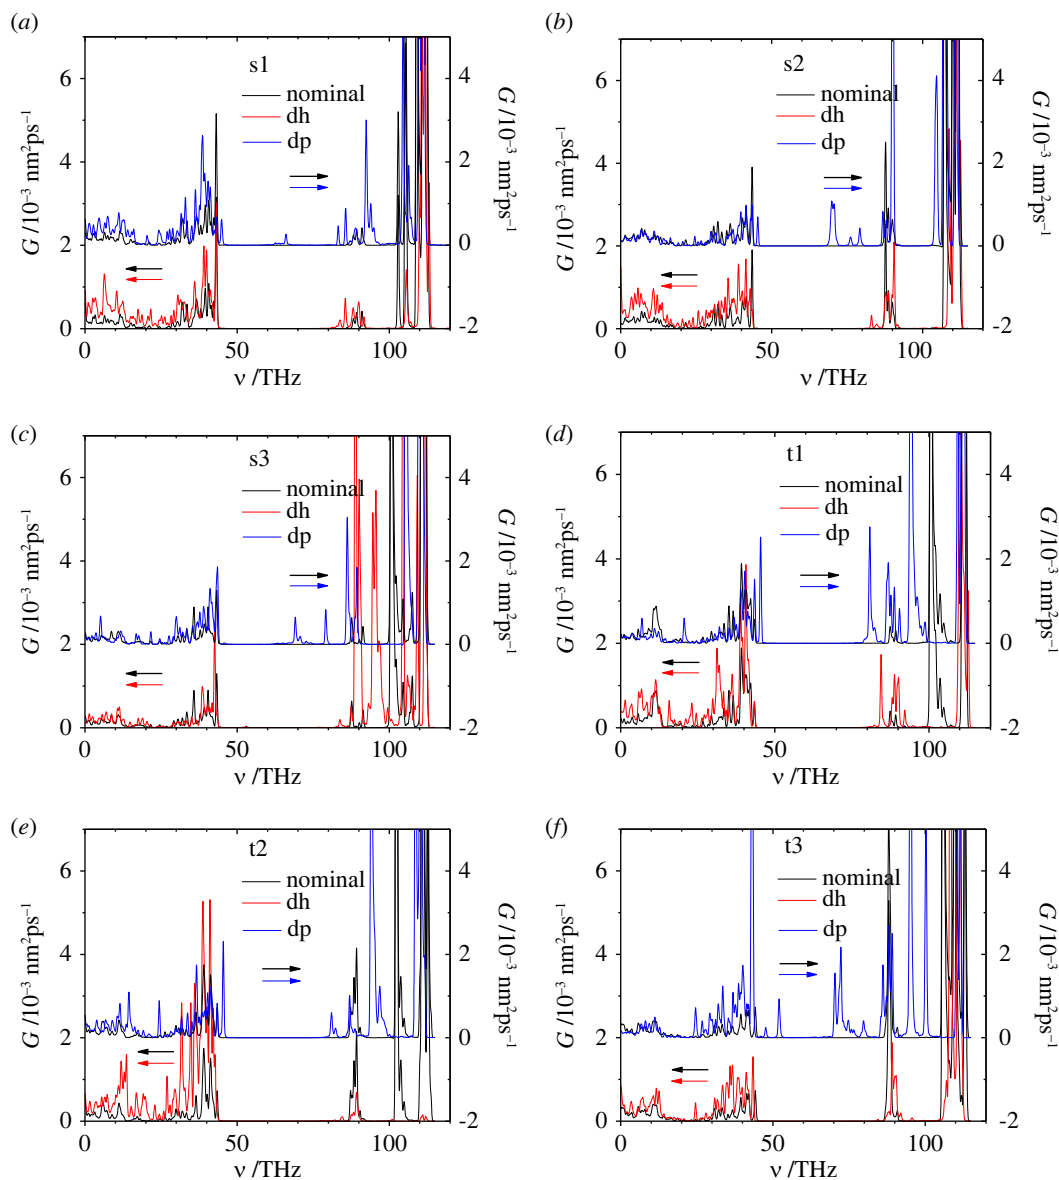 (a)
s1
nominal
dh
dp
G /10⁻³ nm²ps⁻¹
6
4
2
0
G /10⁻³ nm²ps⁻¹
4
2
0
-2
0 50 100
ν /THz
(b)
s2
nominal
dh
dp
G /10⁻³ nm²ps⁻¹
6
4
2
0
G /10⁻³ nm²ps⁻¹
4
2
0
-2
0 50 100
ν /THz
(c)
s3
nominal
dh
dp
G /10⁻³ nm²ps⁻¹
6
4
2
0
G /10⁻³ nm²ps⁻¹
4
2
0
-2
0 50 100
ν /THz
(d)
t1
nominal
dh
dp
G /10⁻³ nm²ps⁻¹
6
4
2
0
G /10⁻³ nm²ps⁻¹
4
2
0
-2
0 50 100
ν /THz
(e)
t2
nominal
dh
dp
G /10⁻³ nm²ps⁻¹
6
4
2
0
G /10⁻³ nm²ps⁻¹
4
2
0
-2
0 50 100
ν /THz
(f)
t3
nominal
dh
dp
G /10⁻³ nm²ps⁻¹
6
4
2
0
G /10⁻³ nm²ps⁻¹
4
2
0
-2
0 50 100
ν /THz